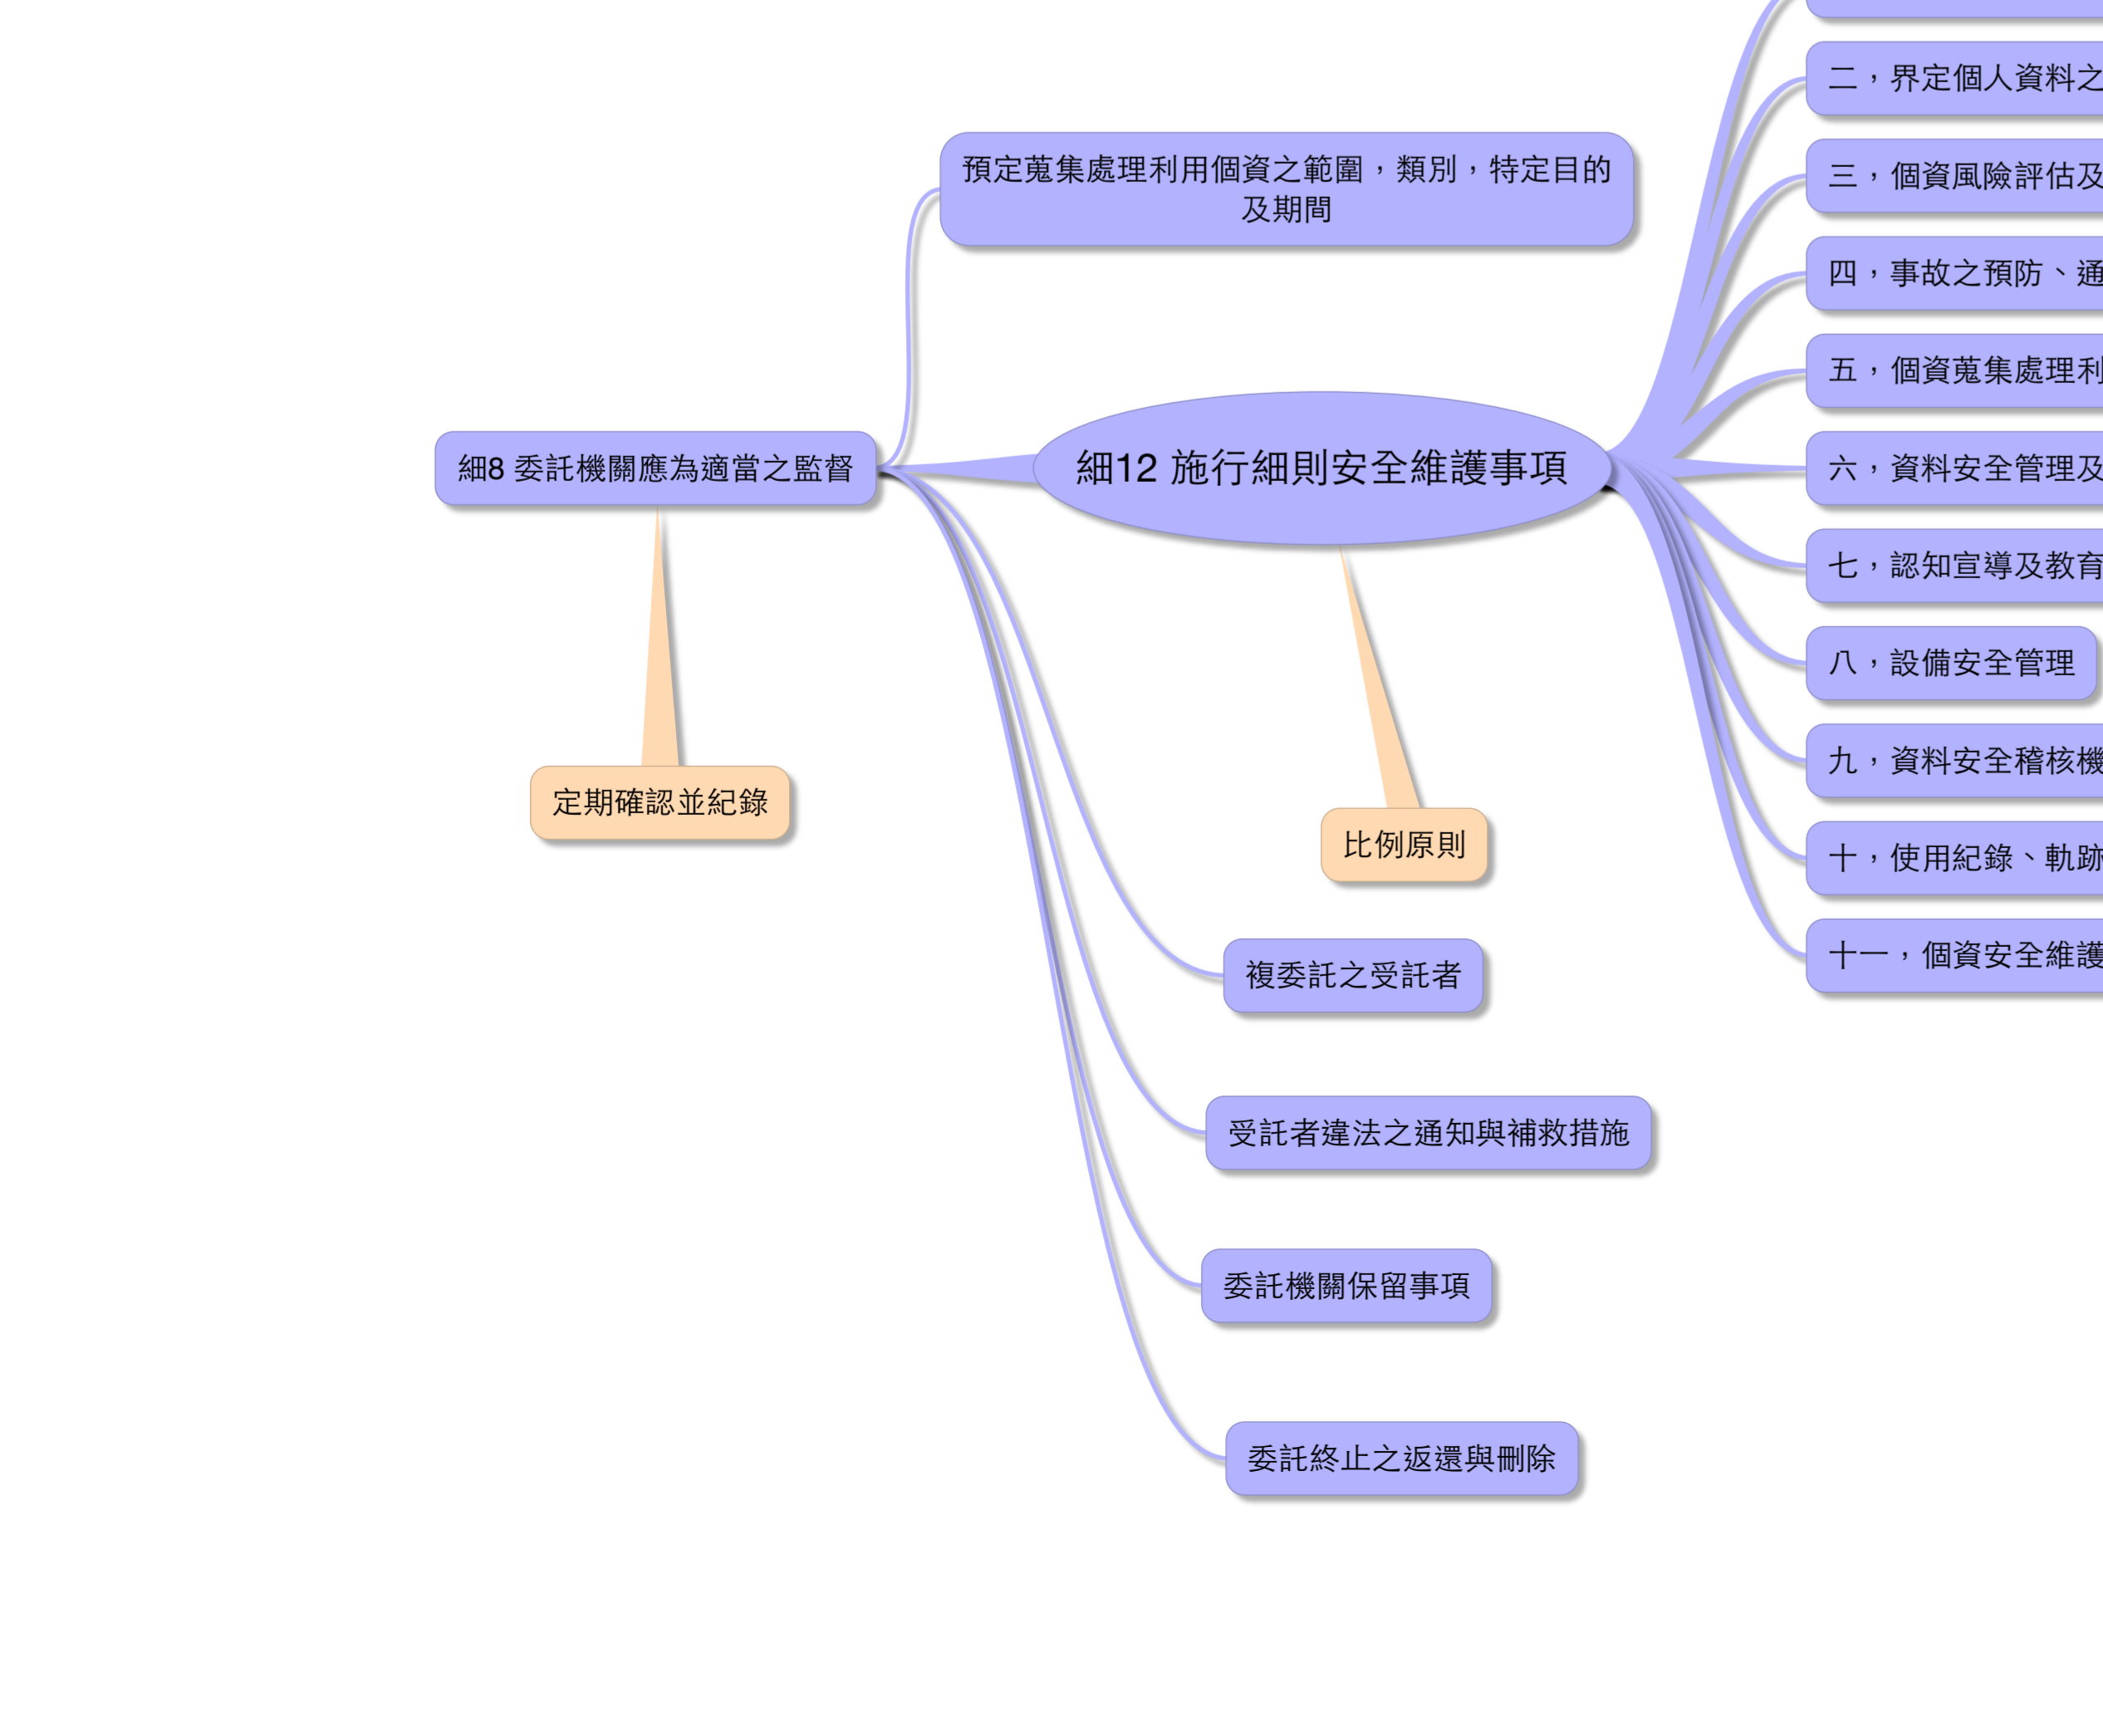 細8 委託機關應為適當之監督
定期確認並紀錄
預定蒐集處理利用個資之範圍，類別，特定目的
及期間
細12 施行細則安全維護事項
比例原則
複委託之受託者
受託者違法之通知與補救措施
委託機關保留事項
委託終止之返還與刪除
二，界定個人資料之
三，個資風險評估及
四，事故之預防、通
五，個資蒐集處理利
六，資料安全管理及
七，認知宣導及教育
八，設備安全管理
九，資料安全稽核機
十，使用紀錄、軌跡
十一，個資安全維護